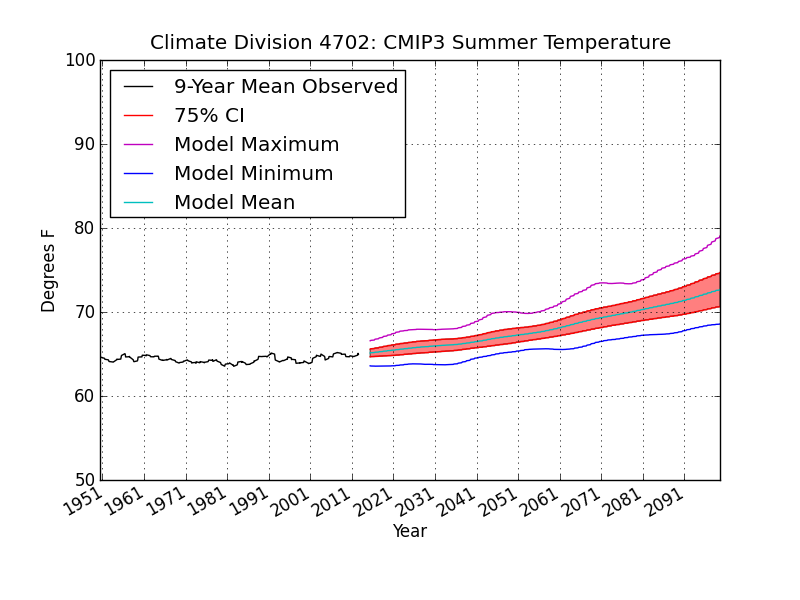 Climate Division 4702: CMIP3 Summer Temperature
100
90
80
70
60
50
Degrees F
9-Year Mean Observed
75% CI
Model Maximum
Model Minimum
Model Mean
1951 1961 1971 1981 1991 2001 2011 2021 2031 2041 2051 2061 2071 2081 2091
Year